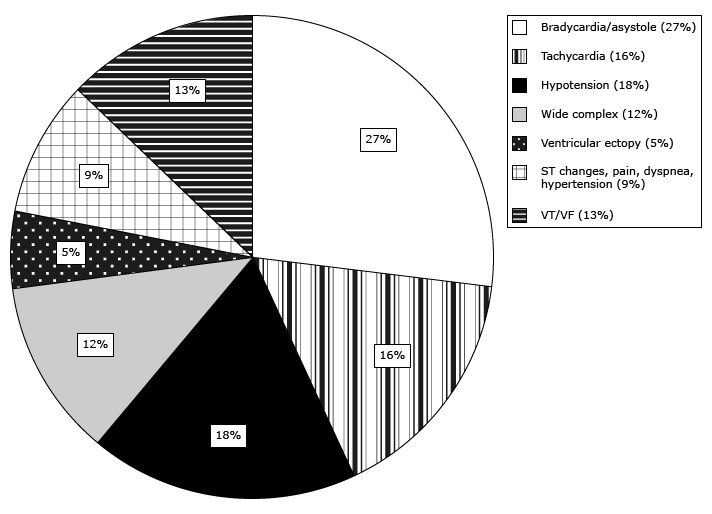 Bradycardia/asystole (27%)
Tachycardia (16%)
Hypotension (18%)
Wide complex (12%)
Ventricular ectopy (5%)
ST changes, pain, dyspnea,
hypertension (9%)
VT/VF (13%)
13%
27%
9%
5%
12%
16%
18%